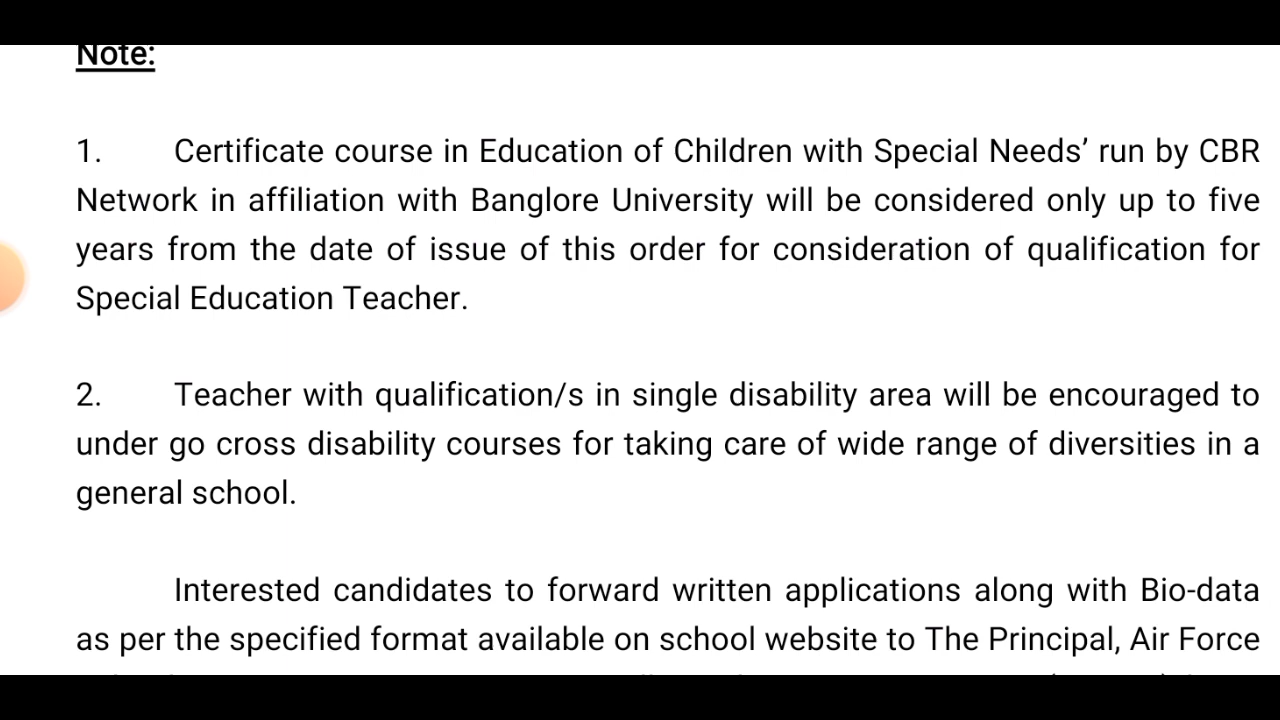 Note:
1. Certificate course in Education of Children with Special Needs’ run by CBR
Network in affiliation with Banglore University will be considered only up to five
years from the date of issue of this order for consideration of qualification for
Special Education Teacher.
2. Teacher with qualification/s in single disability area will be encouraged to
under go cross disability courses for taking care of wide range of diversities in a
general school.
Interested candidates to forward written applications along with Bio-data
as per the specified format available on school website to The Principal, Air Force